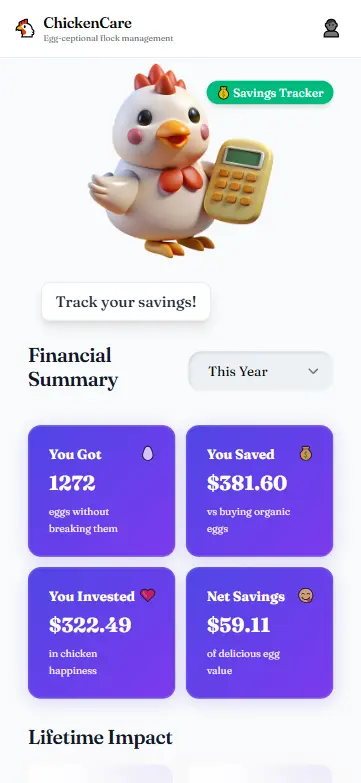 ChickenCare
Egg-ceptional flock management
Savings Tracker
Track your savings!
Financial
Summary
This Year
You Got
1272
eggs without
breaking them
You Saved
$381.60
vs buying organic
eggs
You Invested
$322.49
in chicken
happiness
Net Savings
$59.11
of delicious egg
value
Lifetime Impact